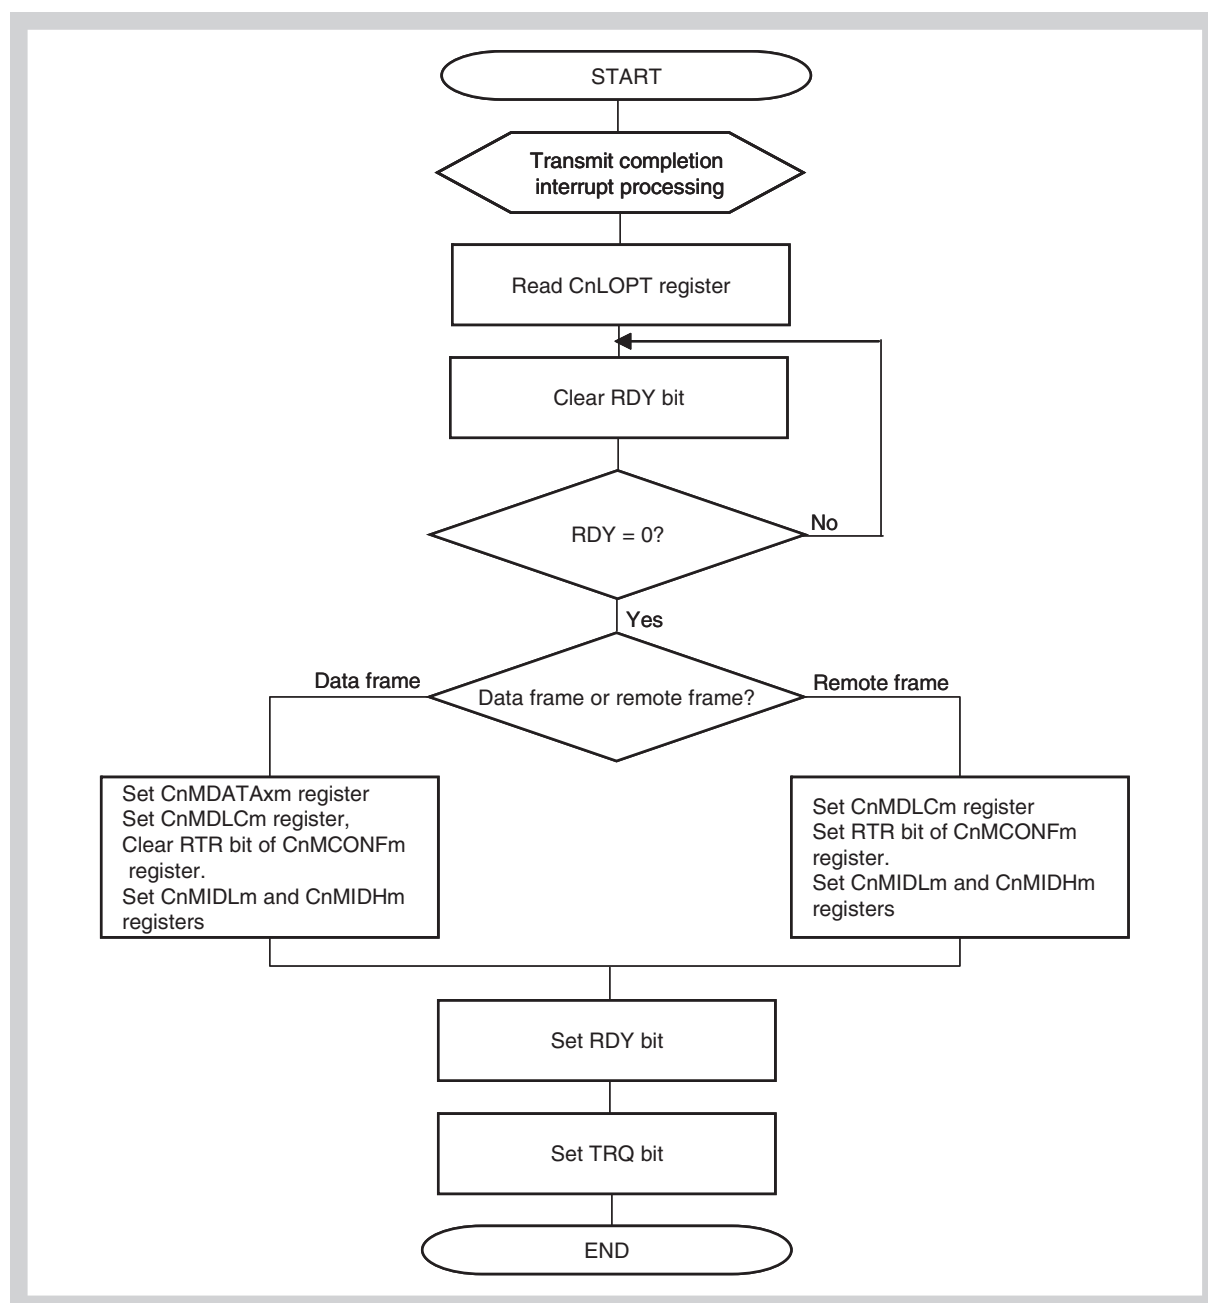 START
Transmit completion
interrupt processing
Read CnLOPT register
Clear RDY bit
RDY = 0?
No
Yes
Data frame
Data frame or remote frame?
Remote frame
Set CnMDATAxm register
Set CnMDLCm register,
Clear RTR bit of CnMCONFm
register.
Set CnMIDLm and CnMIDHm
registers
Set CnMDLCm register
Set RTR bit of CnMCONFm
register.
Set CnMIDLm and CnMIDHm
registers
Set RDY bit
Set TRQ bit
END